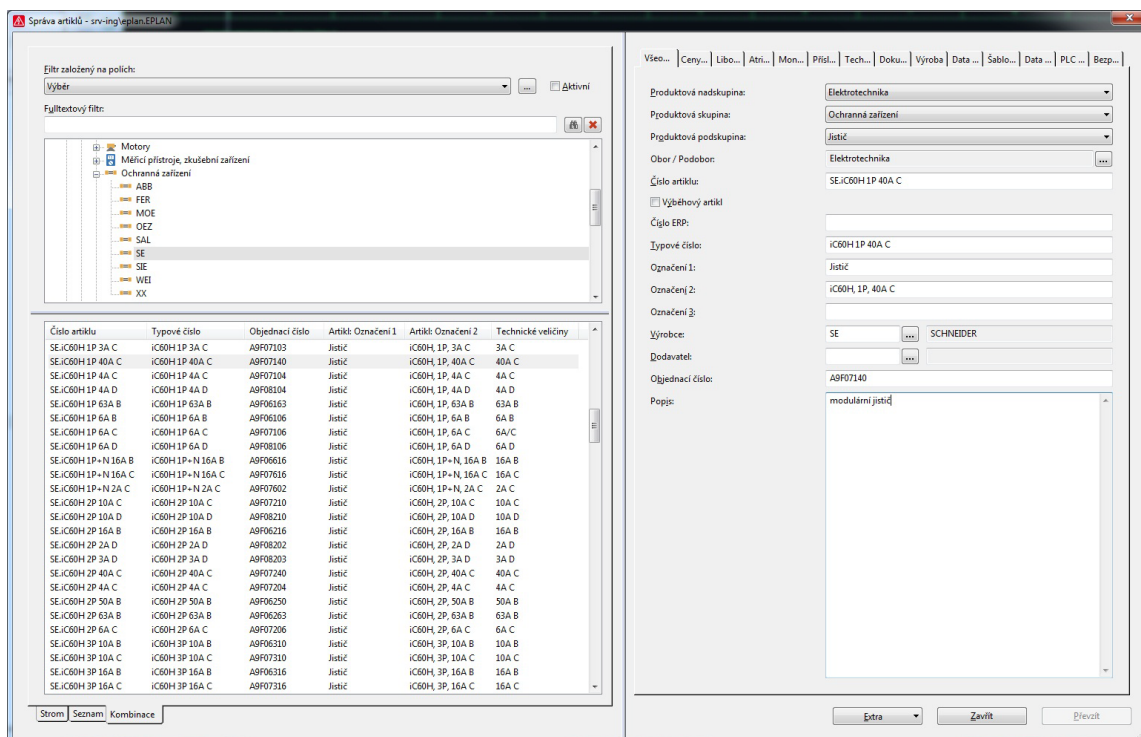 Správa artiklů - srv-ing\eplan.EPLAN
Filtr založený na polích:
Výběr
... Aktivní
Fulltextový filtr:
Motory
Měřicí přístroje, zkušební zařízení
Ochranná zařízení
ABB
FER
MOE
OEZ
SAL
SE
SIE
WEI
XX
Číslo artiklu Typové číslo Objednací číslo Artikl: Označení 1 Artikl: Označení 2 Technické veličiny
SE.iC60H 1P 3A C iC60H 1P 3A C A9F07103 Jistič iC60H, 1P, 3A C 3A C
SE.iC60H 1P 40A C iC60H 1P 40A C A9F07140 Jistič iC60H, 1P, 40A C 40A C
SE.iC60H 1P 4A C iC60H 1P 4A C A9F07104 Jistič iC60H, 1P, 4A C 4A C
SE.iC60H 1P 4A D iC60H 1P 4A D A9F08104 Jistič iC60H, 1P, 4A D 4A D
SE.iC60H 1P 63A B iC60H 1P 63A B A9F06163 Jistič iC60H, 1P, 63A B 63A B
SE.iC60H 1P 6A B iC60H 1P 6A B A9F06106 Jistič iC60H, 1P, 6A B 6A B
SE.iC60H 1P 6A C iC60H 1P 6A C A9F07106 Jistič iC60H, 1P, 6A C 6A/C
SE.iC60H 1P 6A D iC60H 1P 6A D A9F08106 Jistič iC60H, 1P, 6A D 6A D
SE.iC60H 1P+N 16A B iC60H 1P+N 16A B A9F06616 Jistič iC60H, 1P+N, 16A B 16A B
SE.iC60H 1P+N 16A C iC60H 1P+N 16A C A9F07616 Jistič iC60H, 1P+N, 16A C 16A C
SE.iC60H 1P+N 2A C iC60H 1P+N 2A C A9F07602 Jistič iC60H, 1P+N, 2A C 2A C
SE.iC60H 2P 10A C iC60H 2P 10A C A9F07210 Jistič iC60H, 2P, 10A C 10A C
SE.iC60H 2P 10A D iC60H 2P 10A D A9F08210 Jistič iC60H, 2P, 10A D 10A D
SE.iC60H 2P 16A B iC60H 2P 16A B A9F06216 Jistič iC60H, 2P, 16A B 16A B
SE.iC60H 2P 2A D iC60H 2P 2A D A9F08202 Jistič iC60H, 2P, 2A D 2A D
SE.iC60H 2P 3A D iC60H 2P 3A D A9F08203 Jistič iC60H, 2P, 3A D 3A D
SE.iC60H 2P 40A C iC60H 2P 40A C A9F07240 Jistič iC60H, 2P, 40A C 40A C
SE.iC60H 2P 4A C iC60H 2P 4A C A9F07204 Jistič iC60H, 2P, 4A C 4A C
SE.iC60H 2P 50A B iC60H 2P 50A B A9F06250 Jistič iC60H, 2P, 50A B 50A B
SE.iC60H 2P 63A B iC60H 2P 63A B A9F06263 Jistič iC60H, 2P, 63A B 63A B
SE.iC60H 2P 6A C iC60H 2P 6A C A9F07206 Jistič iC60H, 2P, 6A C 6A C
SE.iC60H 3P 10A B iC60H 3P 10A B A9F06310 Jistič iC60H, 3P, 10A B 10A B
SE.iC60H 3P 10A C iC60H 3P 10A C A9F07310 Jistič iC60H, 3P, 10A C 10A C
SE.iC60H 3P 16A B iC60H 3P 16A B A9F06316 Jistič iC60H, 3P, 16A B 16A B
SE.iC60H 3P 16A C iC60H 3P 16A C A9F07316 Jistič iC60H, 3P, 16A C 16A C
Strom Seznam Kombinace
Všeo... Ceny... Libo... Atri... Mon... Přísl... Tech... Doku... Výroba Data ... Šablo... Data ... PLC ... Bezp...
Produktová nadskupina: Elektrotechnika
Produktová skupina: Ochranná zařízení
Produktová podskupina: Jistič
Obor / Podobor: Elektrotechnika ...
Číslo artiklu: SE.iC60H 1P 40A C
Výběhový artikl
Číslo ERP:
Typové číslo: iC60H 1P 40A C
Označení 1: Jistič
Označení 2: iC60H, 1P, 40A C
Označení 3:
Výrobce: SE ... SCHNEIDER
Dodavatel: ...
Objednací číslo: A9F07140
Popis: modulární jistič
Extra Zavřít Převzít